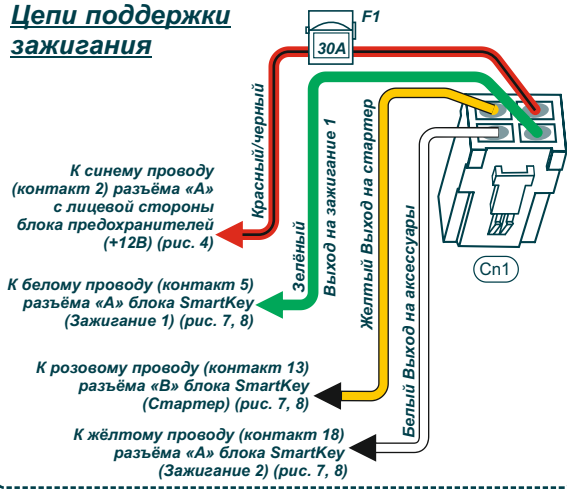 Цепи поддержки
зажигания
F1
30А
Красный/черный
Зелёный
Выход на зажигание 1
Желтый Выход на стартер
Белый Выход на аксессуары
Cn1
К синему проводу
(контакт 2) разъёма «А»
с лицевой стороны
блока предохранителей
(+12В) (рис. 4)
К белому проводу (контакт 5)
разъёма «А» блока SmartKey
(Зажигание 1) (рис. 7, 8)
К розовому проводу (контакт 13)
разъёма «В» блока SmartKey
(Стартер) (рис. 7, 8)
К жёлтому проводу (контакт 18)
разъёма «А» блока SmartKey
(Зажигание 2) (рис. 7, 8)